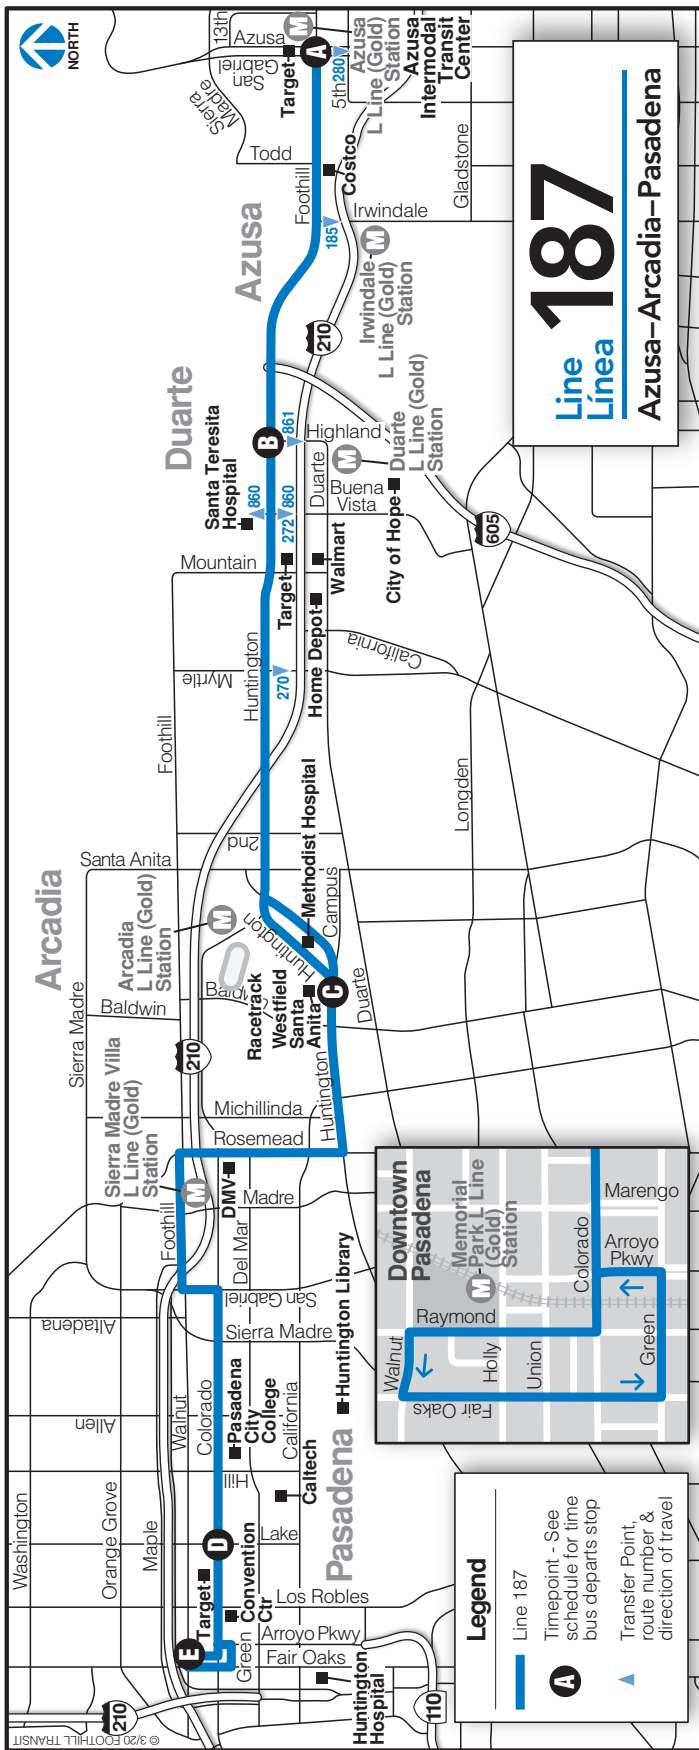 NORTH
Line
Línea
187
Azusa–Arcadia–Pasadena
13th
Azusa
San
Gabriel
Sierra
Madre
Target
A
M
280
5th
Azusa
L Line (Gold)
Station
Azusa
Intermodal
Transit
Center
Todd
Foothill
Costco
Gladstone
Irwindale
185
Azusa
M
Irwindale
L Line (Gold)
Station
210
Duarte
B
861
Highland
M
Duarte
L Line (Gold)
Station
Santa Teresita
Hospital
860
860
272
Duarte
Buena
Vista
City of Hope
605
Mountain
Target
Walmart
Home Depot
Huntington
Myrtle
270
California
Foothill
Longden
2nd
Santa Anita
Arcadia
Methodist Hospital
Campus
Huntington
Arcadia
L Line (Gold)
Station
M
Racetrack
Westfield
Santa
Anita
C
Duarte
Baldwin
Baldwin
Sierra Madre
210
Michillinda
Huntington
Rosemead
Sierra Madre Villa
L Line (Gold)
Station
M
DMV
Madre
Foothill
Del Mar
San Gabriel
Sierra Madre
Altadena
Huntington Library
Walnut
Colorado
Allen
Pasadena
City
College
California
Hill
Caltech
Pasadena
Washington
Orange Grove
Maple
D
Lake
Target
Convention
Ctr
Los Robles
E
Green
Arroyo Pkwy
Fair Oaks
Huntington
Hospital
110
210
Downtown
Pasadena
Memorial
Park L Line
(Gold)
Station
M
Marengo
Colorado
Arroyo
Pkwy
Raymond
Walnut
Holly
Union
Green
Fair Oaks
Legend
Line 187
A
Timepoint - See
schedule for time
bus departs stop
Transfer Point,
route number &
direction of travel
© 3/20 FOOTHILL TRANSIT